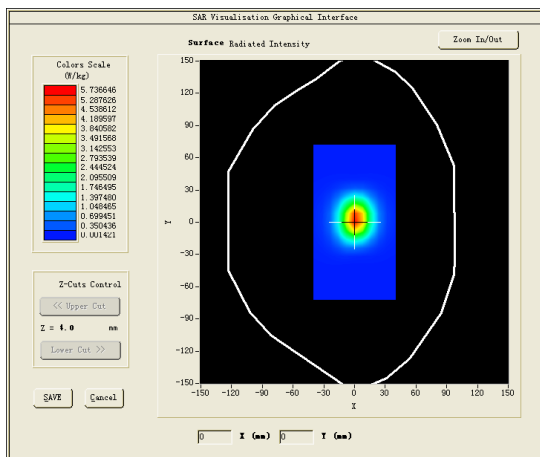 SAR Visualisation Graphical Interface
Surface Radiated Intensity
Zoom In/Out
Colors Scale
(W/kg)
5.736646
5.287626
4.538612
4.189597
3.840582
3.491568
3.142553
2.793539
2.444524
2.095509
1.746495
1.397480
1.048465
0.699451
0.350436
0.001421
Z-Cuts Control
<< Upper Cut
Z = 4.0 mm
Lower Cut >>
SAVE Cancel
150
120
90
60
30
0
-30
-60
-90
-120
-150
Y
-150 -120 -90 -60 -30 0 30 60 90 120 150
X
0 X (mm) 0 Y (mm)